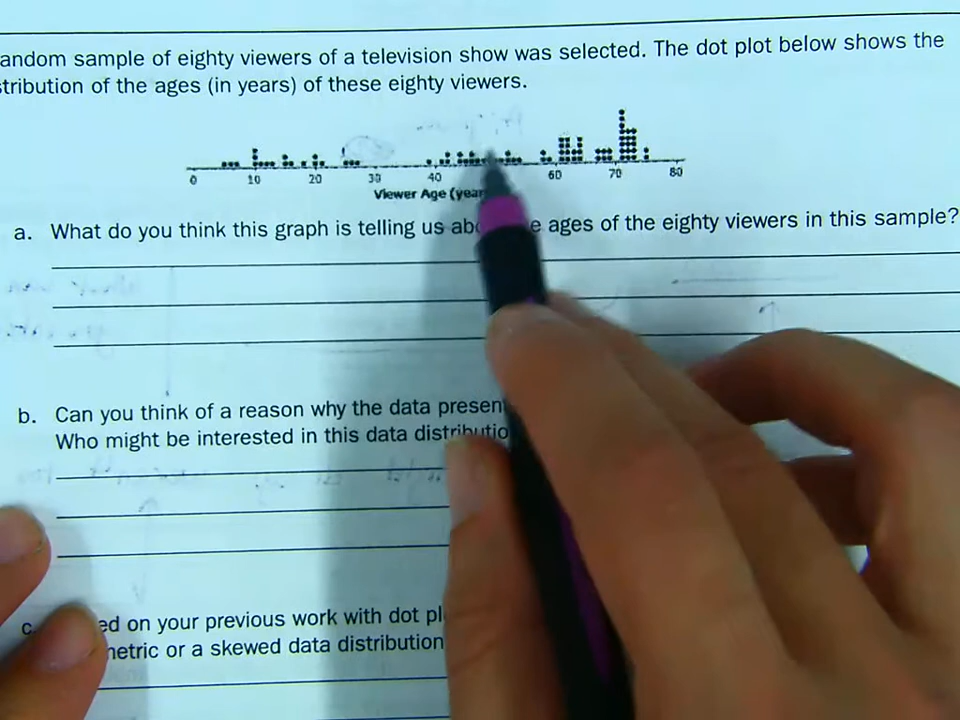 andom sample of eighty viewers of a television show was selected. The dot plot below shows the
tribution of the ages (in years) of these eighty viewers.
0 10 20 30 40 60 70 80
Viewer Age (year
a. What do you think this graph is telling us ab e ages of the eighty viewers in this sample?
b. Can you think of a reason why the data presen
Who might be interested in this data distributio
c. ed on your previous work with dot pl
metric or a skewed data distribution